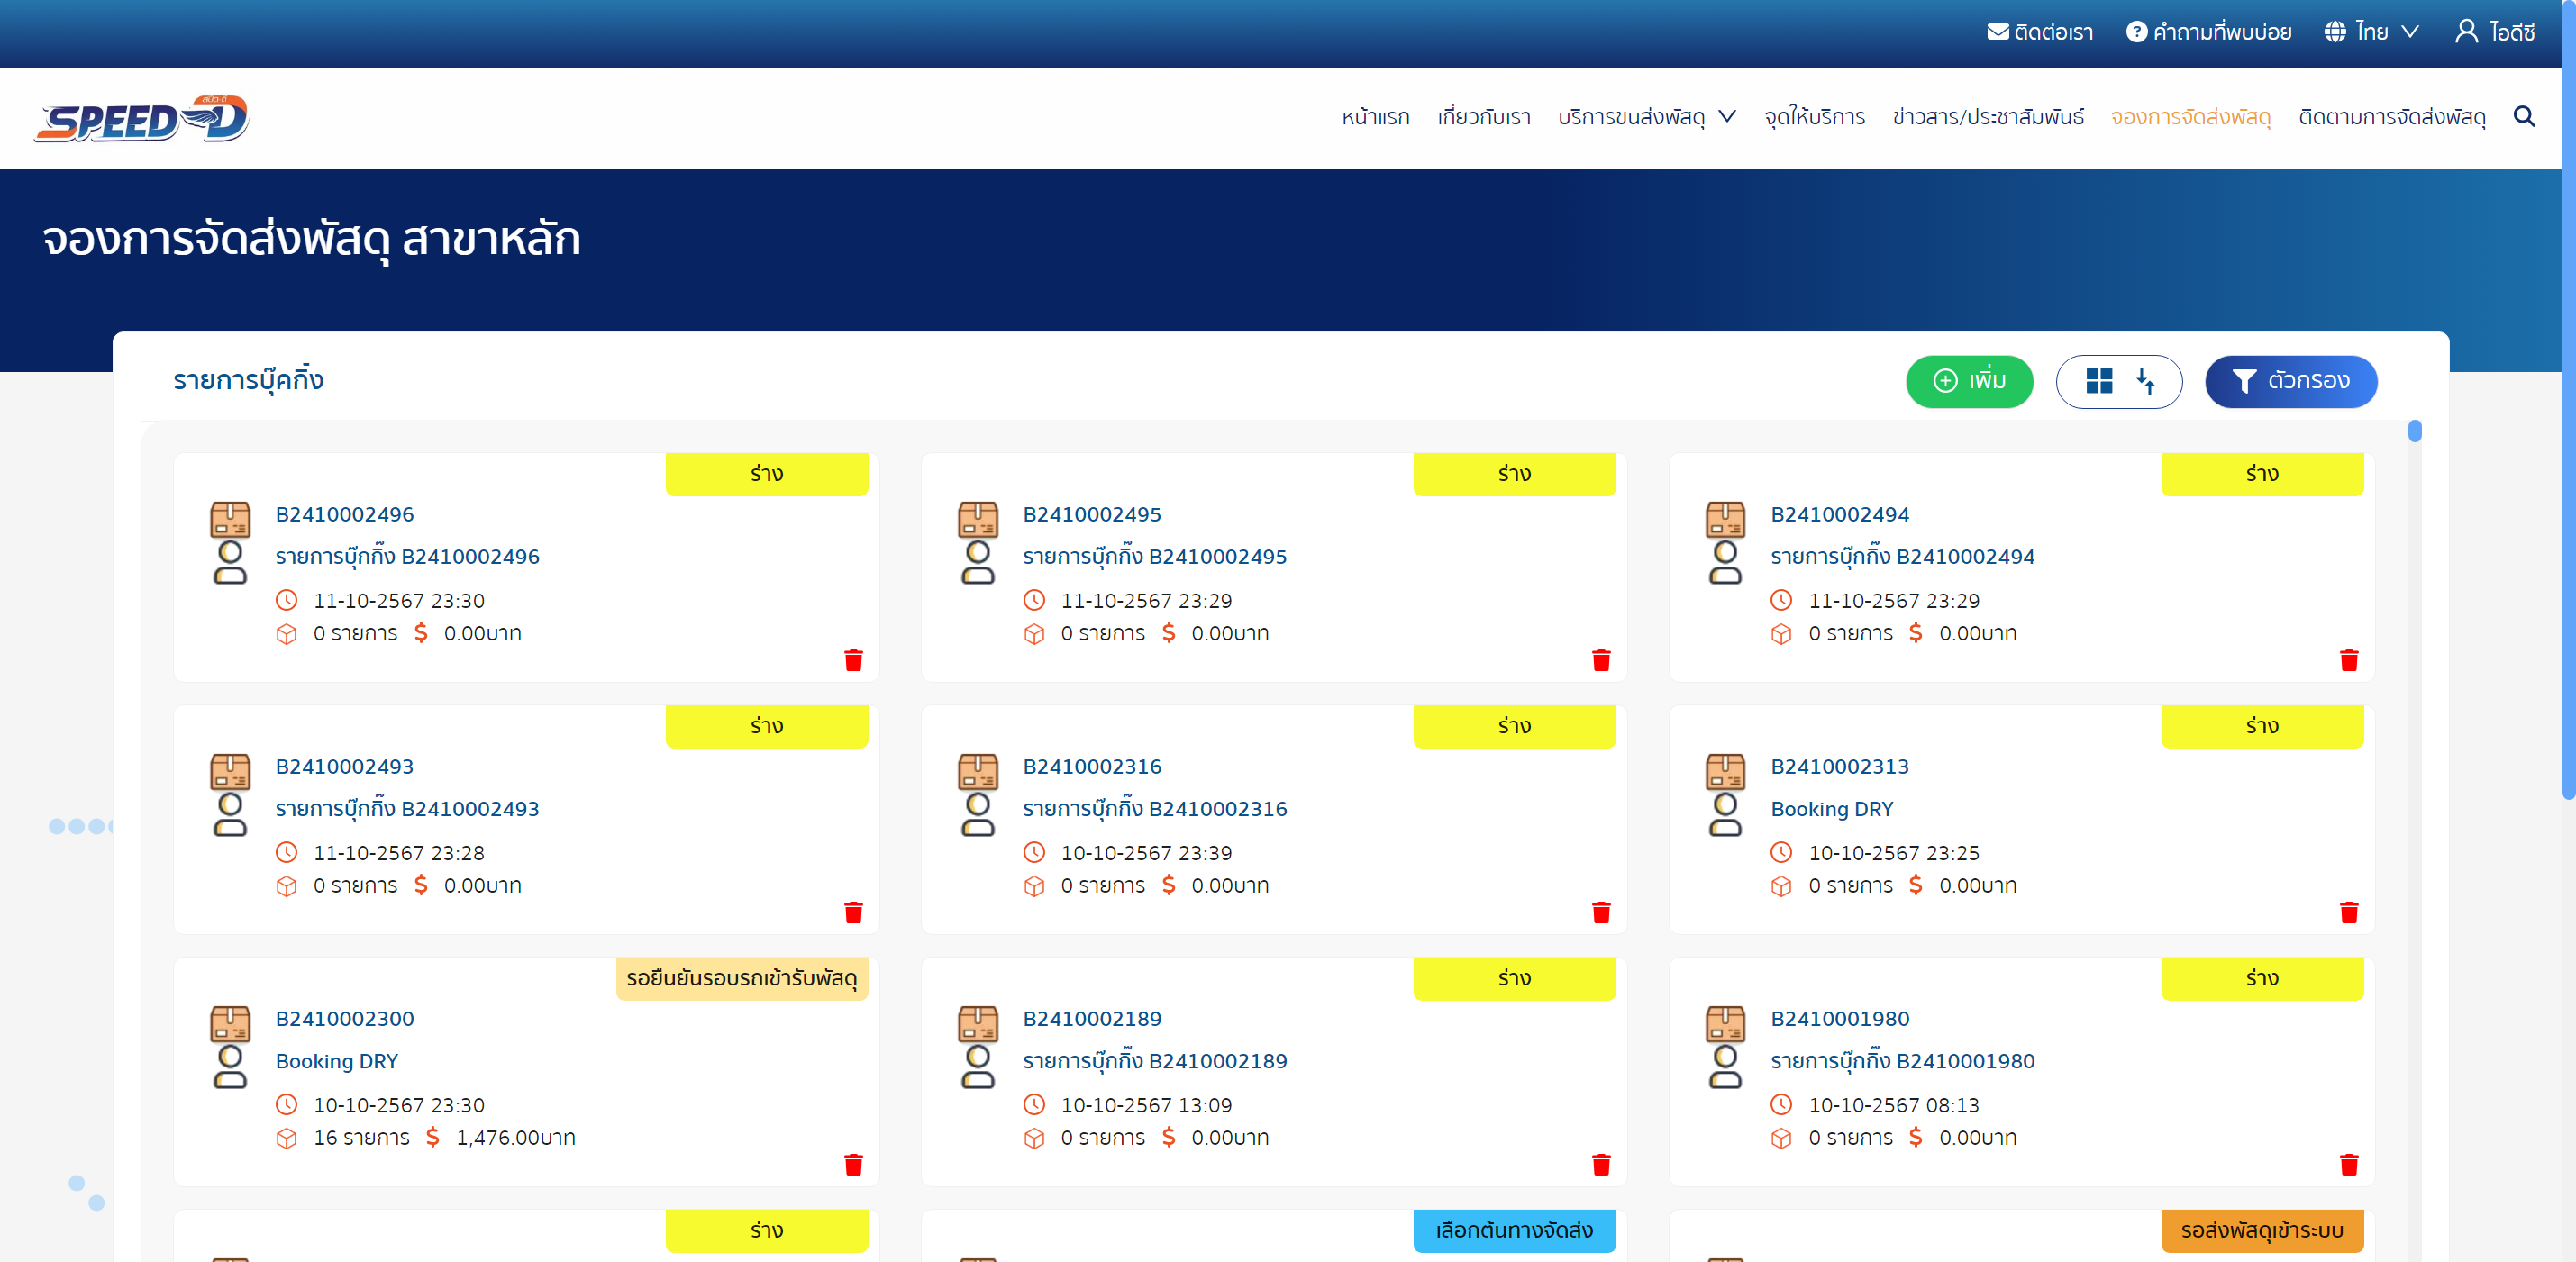 ติดต่อเรา คำถามที่พบบ่อย ไทย ไอดีซี
สปีด-ดี
SPEED-D
หน้าแรก เกี่ยวกับเรา บริการขนส่งพัสดุ จุดให้บริการ ข่าวสาร/ประชาสัมพันธ์ จองการจัดส่งพัสดุ ติดตามการจัดส่งพัสดุ
จองการจัดส่งพัสดุ สาขาหลัก
รายการบุ๊คกิ้ง เพิ่ม ตัวกรอง
ร่าง
B2410002496
รายการบุ๊กกิ๊ง B2410002496
11-10-2567 23:30
0 รายการ 0.00บาท
ร่าง
B2410002495
รายการบุ๊กกิ๊ง B2410002495
11-10-2567 23:29
0 รายการ 0.00บาท
ร่าง
B2410002494
รายการบุ๊กกิ๊ง B2410002494
11-10-2567 23:29
0 รายการ 0.00บาท
ร่าง
B2410002493
รายการบุ๊กกิ๊ง B2410002493
11-10-2567 23:28
0 รายการ 0.00บาท
ร่าง
B2410002316
รายการบุ๊กกิ๊ง B2410002316
10-10-2567 23:39
0 รายการ 0.00บาท
ร่าง
B2410002313
Booking DRY
10-10-2567 23:25
0 รายการ 0.00บาท
รอยืนยันรอบรถเข้ารับพัสดุ
B2410002300
Booking DRY
10-10-2567 23:30
16 รายการ 1,476.00บาท
ร่าง
B2410002189
รายการบุ๊กกิ๊ง B2410002189
10-10-2567 13:09
0 รายการ 0.00บาท
ร่าง
B2410001980
รายการบุ๊กกิ๊ง B2410001980
10-10-2567 08:13
0 รายการ 0.00บาท
ร่าง
เลือกต้นทางจัดส่ง
รอส่งพัสดุเข้าระบบ